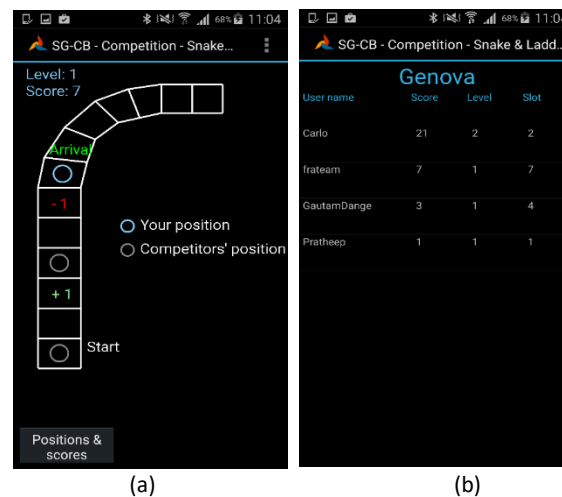 68% 11:04
SG-CB - Competition - Snake...
Level: 1
Score: 7
Arrival
- 1
Your position
Competitors' position
+ 1
Start
Positions &
scores
(a)
68% 11:04
SG-CB - Competition - Snake & Ladd..
Genova
User name Score Level Slot
Carlo 21 2 2
frateam 7 1 7
GautamDange 3 1 4
Pratheep 1 1 1
(b)